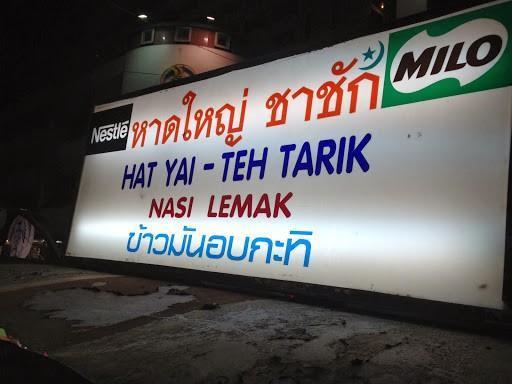 Nestlé หาดใหญ่ ชาชัก MILO
HAT YAI - TEH TARIK
NASI LEMAK
ข้าวมันอบกะทิ